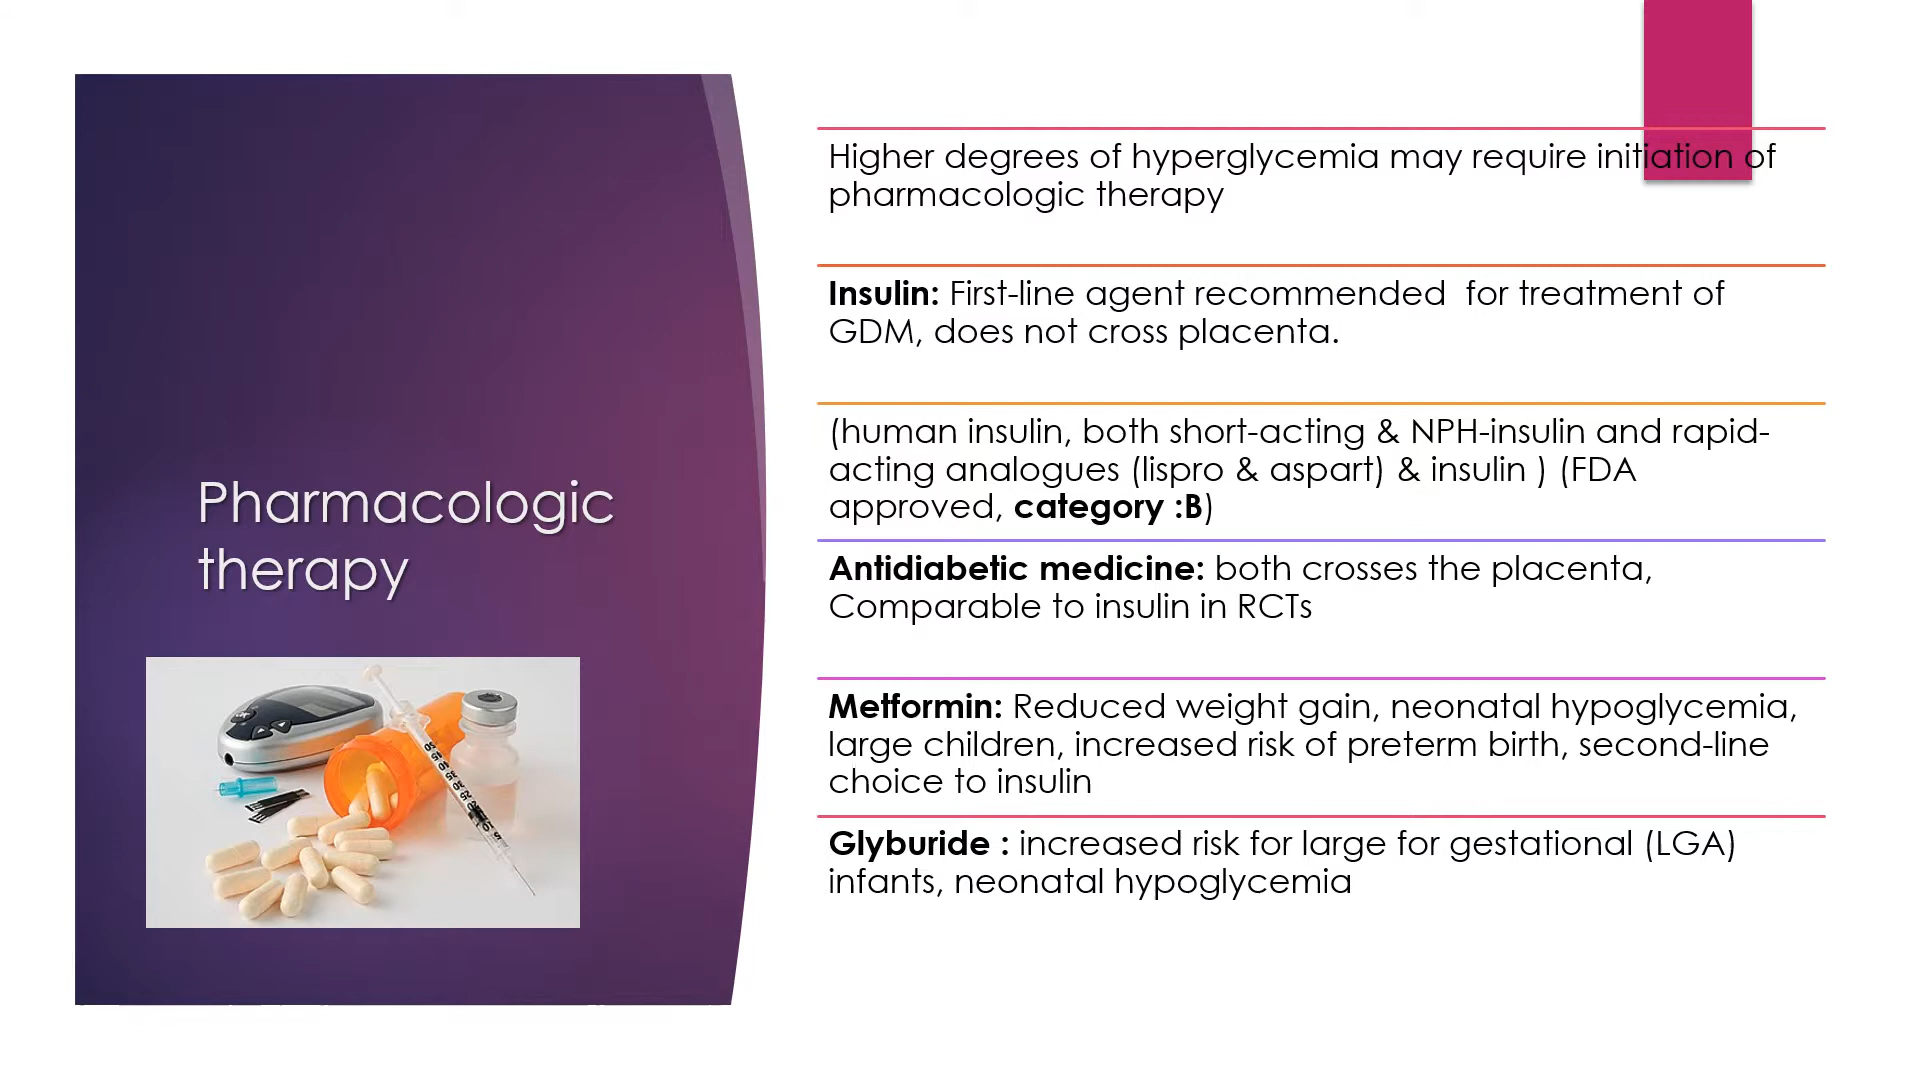 Pharmacologic
therapy
Higher degrees of hyperglycemia may require initiation of
pharmacologic therapy
Insulin: First-line agent recommended  for treatment of
GDM, does not cross placenta.
(human insulin, both short-acting & NPH-insulin and rapid-
acting analogues (lispro & aspart) & insulin ) (FDA
approved, category :B)
Antidiabetic medicine: both crosses the placenta,
Comparable to insulin in RCTs
Metformin: Reduced weight gain, neonatal hypoglycemia,
large children, increased risk of preterm birth, second-line
choice to insulin
Glyburide : increased risk for large for gestational (LGA)
infants, neonatal hypoglycemia